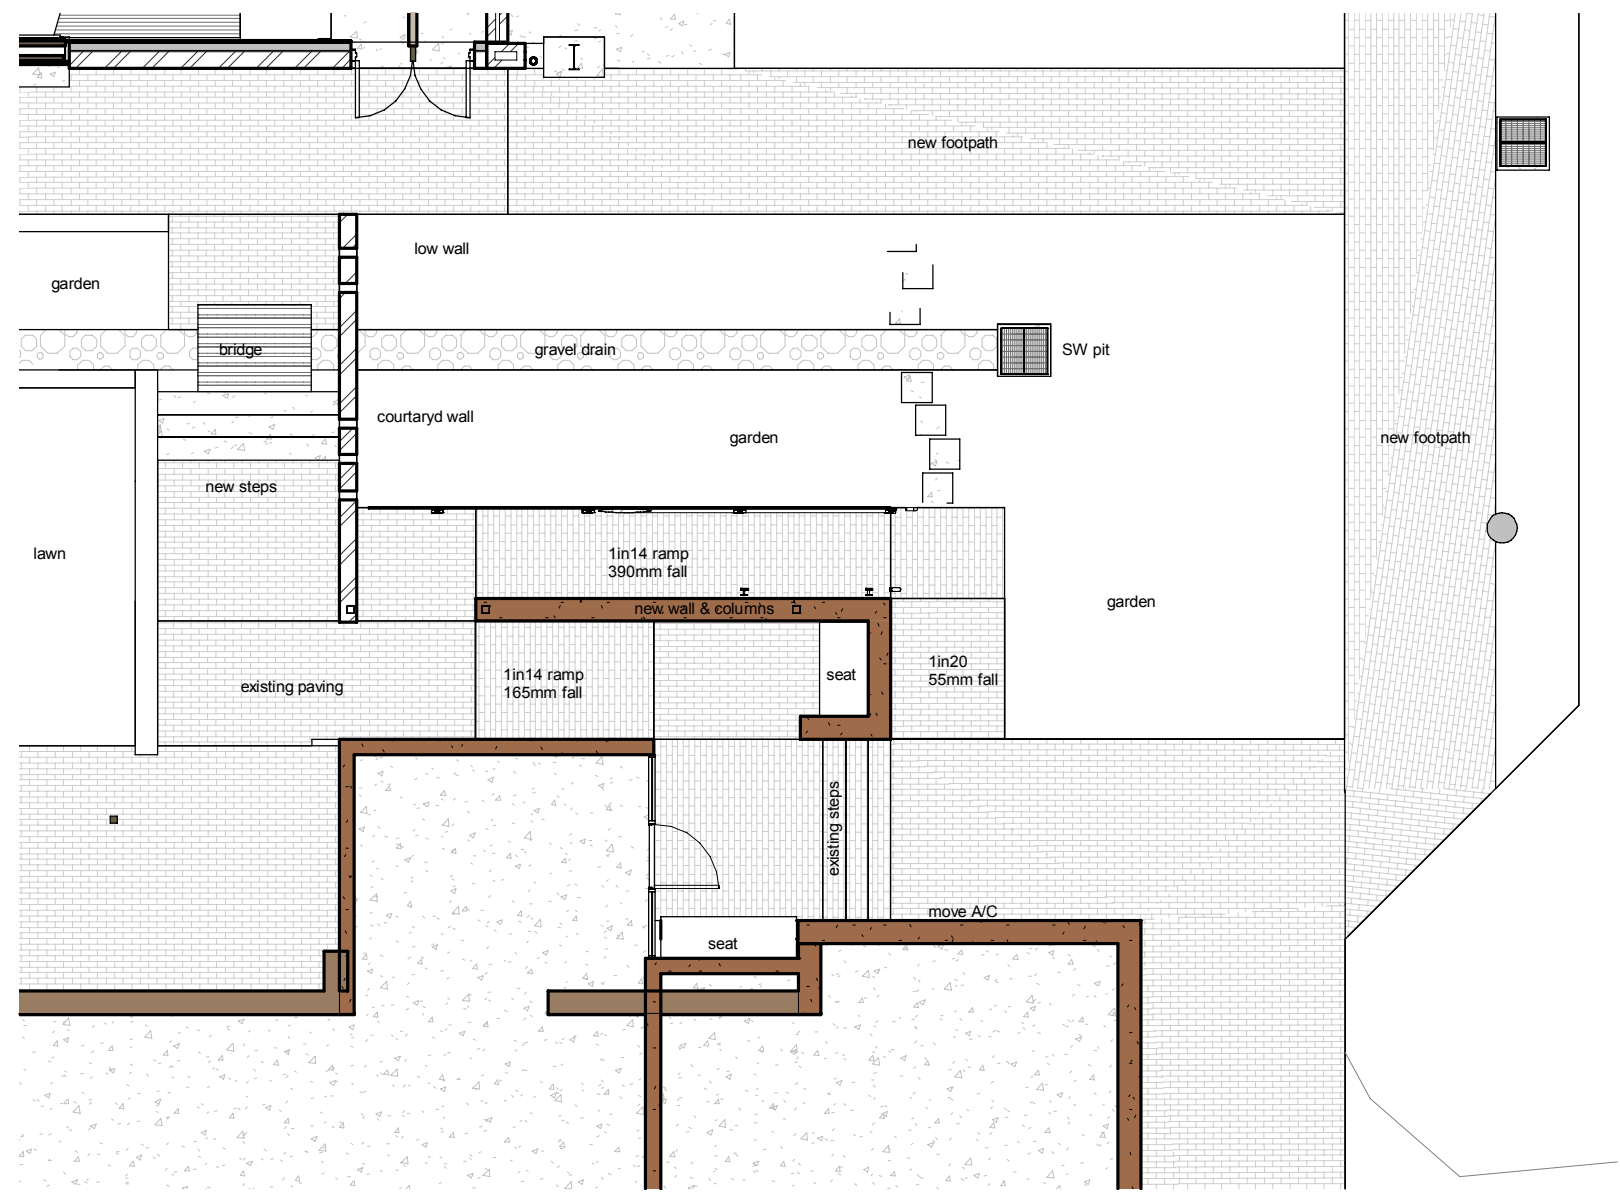 new footpath
low wall
garden
bridge
gravel drain
SW pit
courtaryd wall
garden
new footpath
new steps
lawn
1in14 ramp
390mm fall
new wall & columns
garden
1in14 ramp
165mm fall
seat
1in20
55mm fall
existing paving
existing steps
move A/C
seat